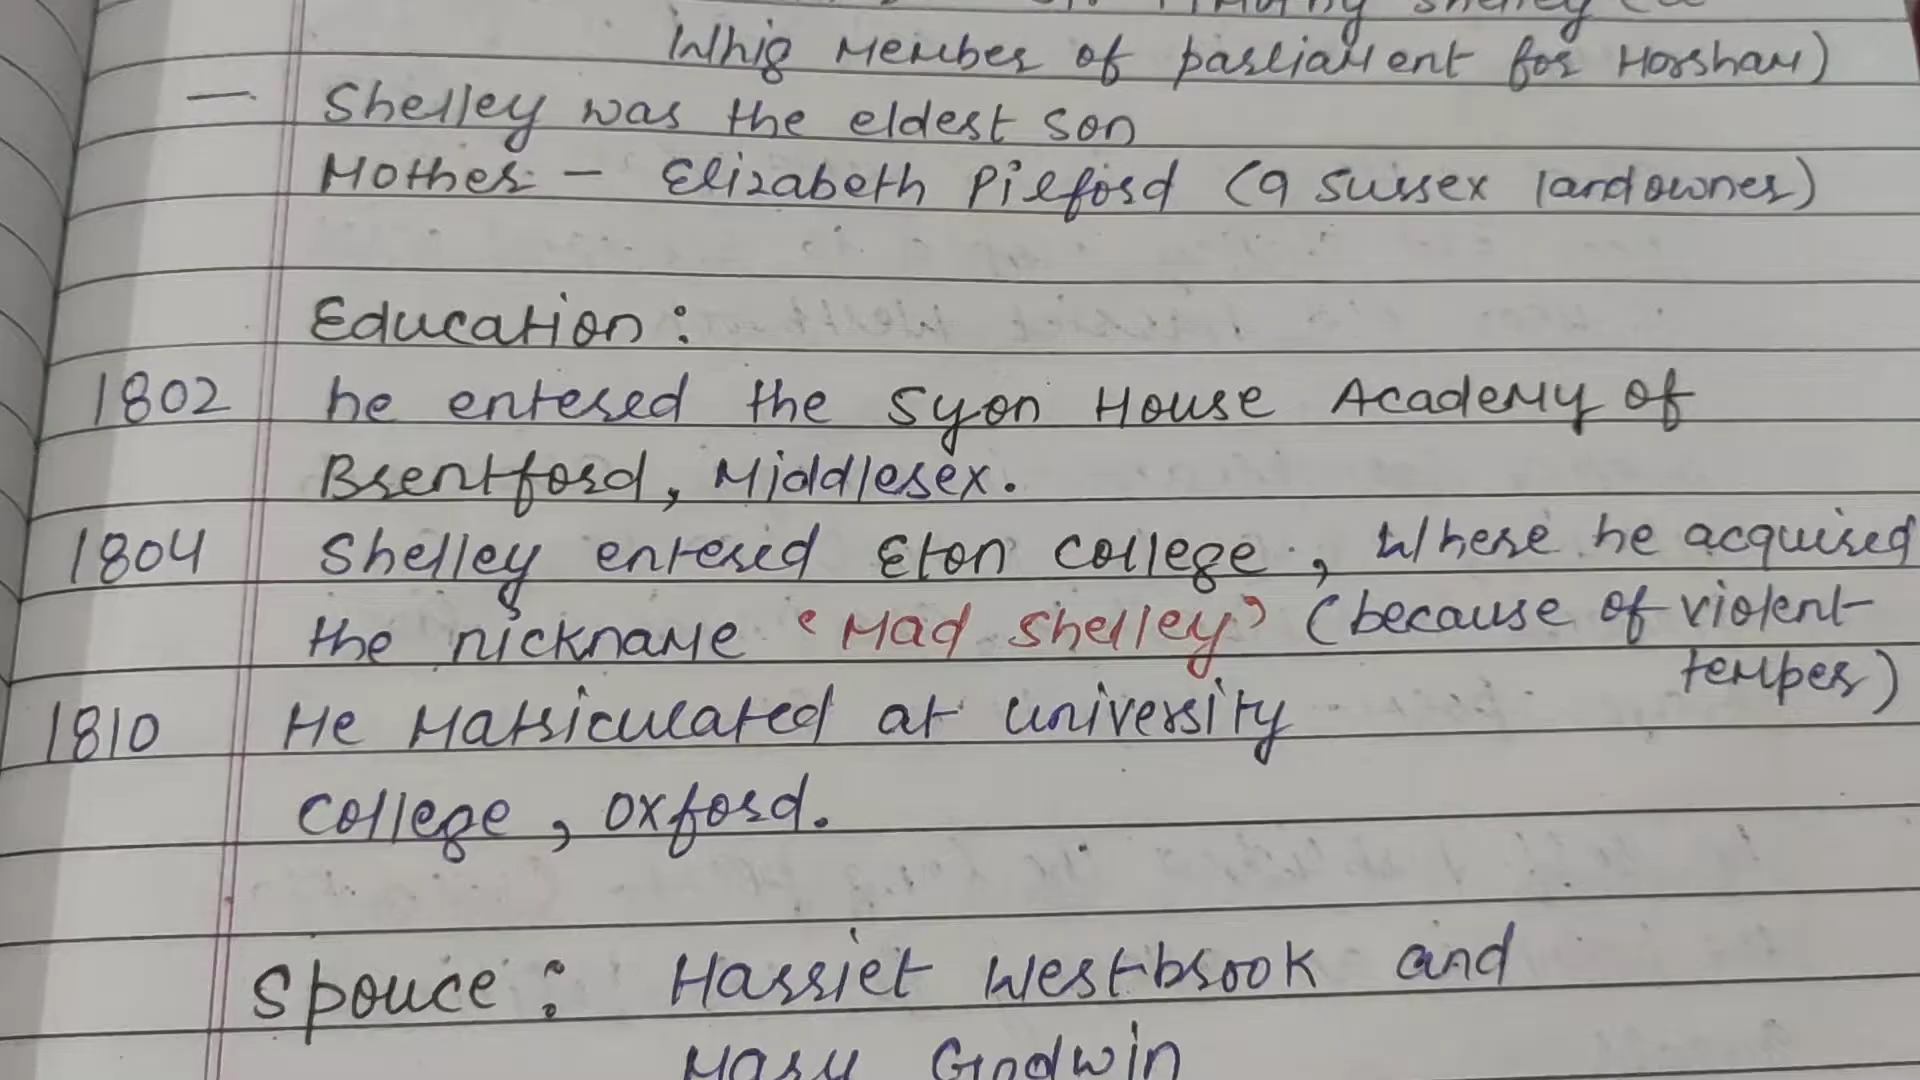 Timothy Shelley (a
Whig Member of parliament for Horsham)
— Shelley was the eldest son
Mother: - Elizabeth Pilford (a sussex landowner)
Education:
1802 he entered the Syon House Academy of
Brentford, Middlesex.
1804 Shelley entered Eton college, Where he acquired
the nickname 'Mad Shelley' (because of violent
temper)
1810 He Matriculated at university
college, oxford.
Spouce: Harriet Westbrook and
Mary Godwin